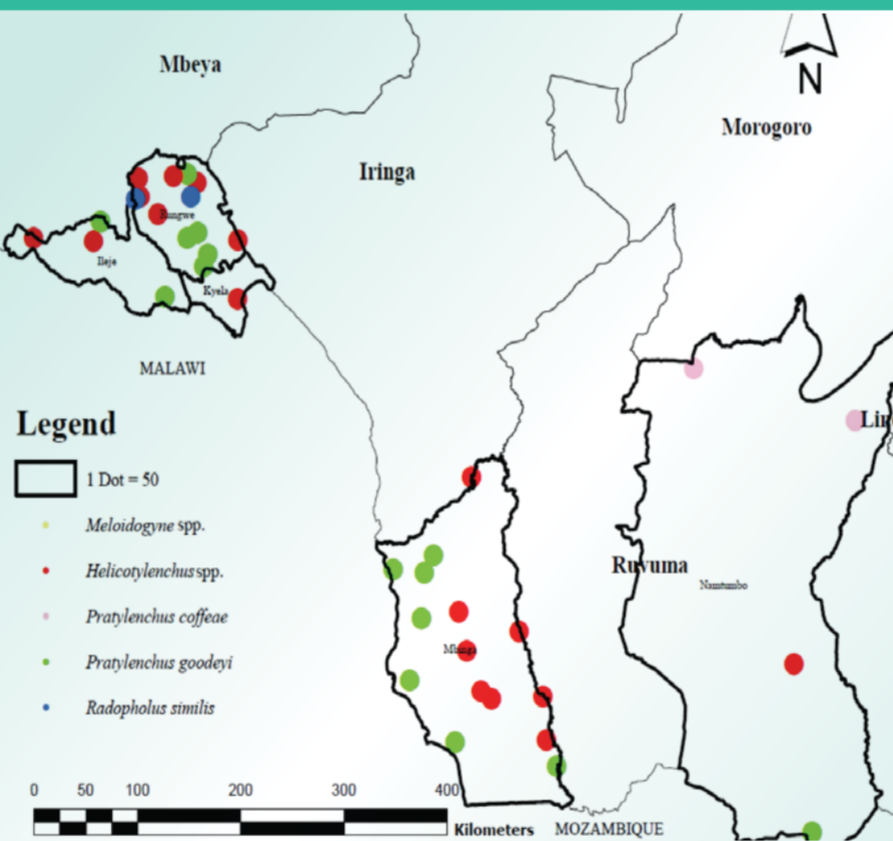 Mbeya
N
Morogoro
Iringa
Rungwe
Ileje
Kyela
MALAWI
Legend
1 Dot = 50
Meloidogyne spp.
Helicotylenchus spp.
Pratylenchus coffeae
Pratylenchus goodeyi
Radopholus similis
Lin
Ruvuma
Namtumbo
Mbinga
0 50 100 200 300 400
Kilometers
MOZAMBIQUE